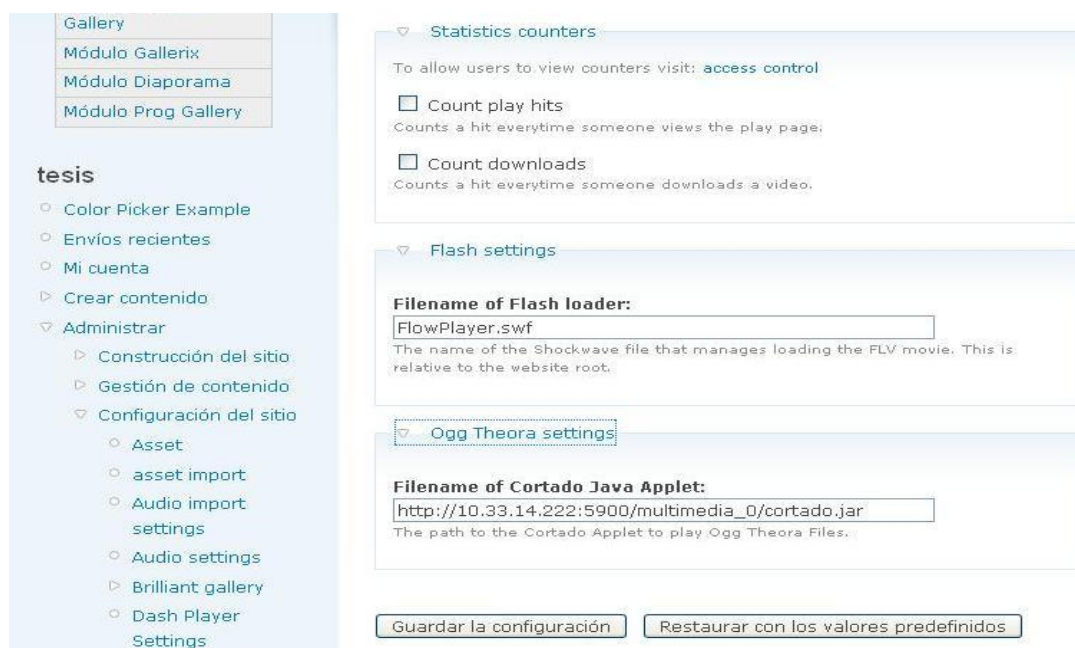 Gallery
Módulo Gallerix
Módulo Diaporama
Módulo Prog Gallery
tesis
Color Picker Example
Envíos recientes
Mi cuenta
Crear contenido
Administrar
Construcción del sitio
Gestión de contenido
Configuración del sitio
Asset
asset import
Audio import
settings
Audio settings
Brilliant gallery
Dash Player
Settings
Statistics counters
To allow users to view counters visit: access control
Count play hits
Counts a hit everytime someone views the play page.
Count downloads
Counts a hit everytime someone downloads a video.
Flash settings
Filename of Flash loader:
FlowPlayer.swf
The name of the Shockwave file that manages loading the FLV movie. This is
relative to the website root.
Ogg Theora settings
Filename of Cortado Java Applet:
http://10.33.14.222:5900/multimedia_0/cortado.jar
The path to the Cortado Applet to play Ogg Theora Files.
Guardar la configuración
Restaurar con los valores predefinidos